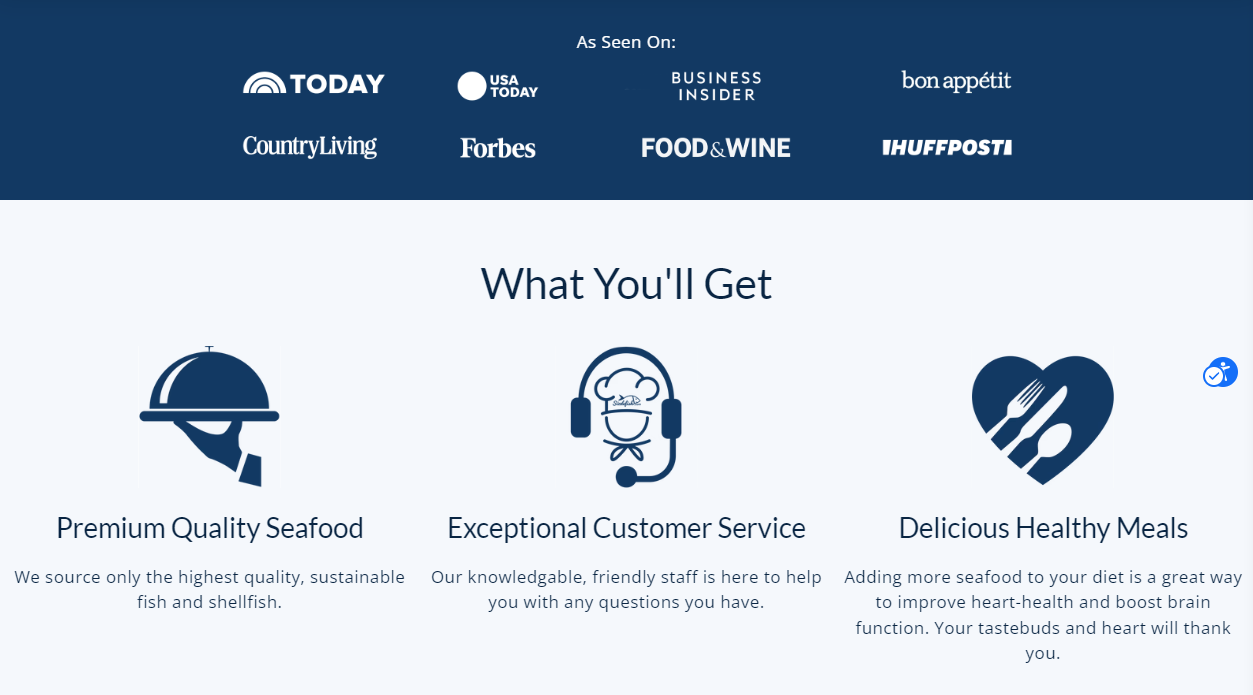 As Seen On:
TODAY
USA
TODAY
BUSINESS
INSIDER
bon appétit
CountryLiving
Forbes
FOOD&WINE
HUFFPOST
What You'll Get
Premium Quality Seafood
We source only the highest quality, sustainable
fish and shellfish.
Exceptional Customer Service
Our knowledgable, friendly staff is here to help
you with any questions you have.
Delicious Healthy Meals
Adding more seafood to your diet is a great way
to improve heart-health and boost brain
function. Your tastebuds and heart will thank
you.